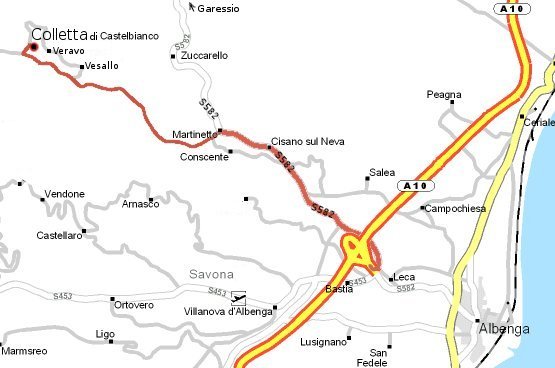 Garessio
A10
Colletta di Castelbianco
Veravo
S582
Zuccarello
Vesallo
Peagna
S582
Ceriale
Martinetto
Cisano sul Neva
Conscente
S582
Salea
A10
Vendone
Arnasco
S582
Campochiesa
Castellaro
Savona
Leca
S453
Bastia
S453
S582
Ortovero
Villanova d'Albenga
Albenga
Ligo
Lusignano
Marmsreo
San
Fedele